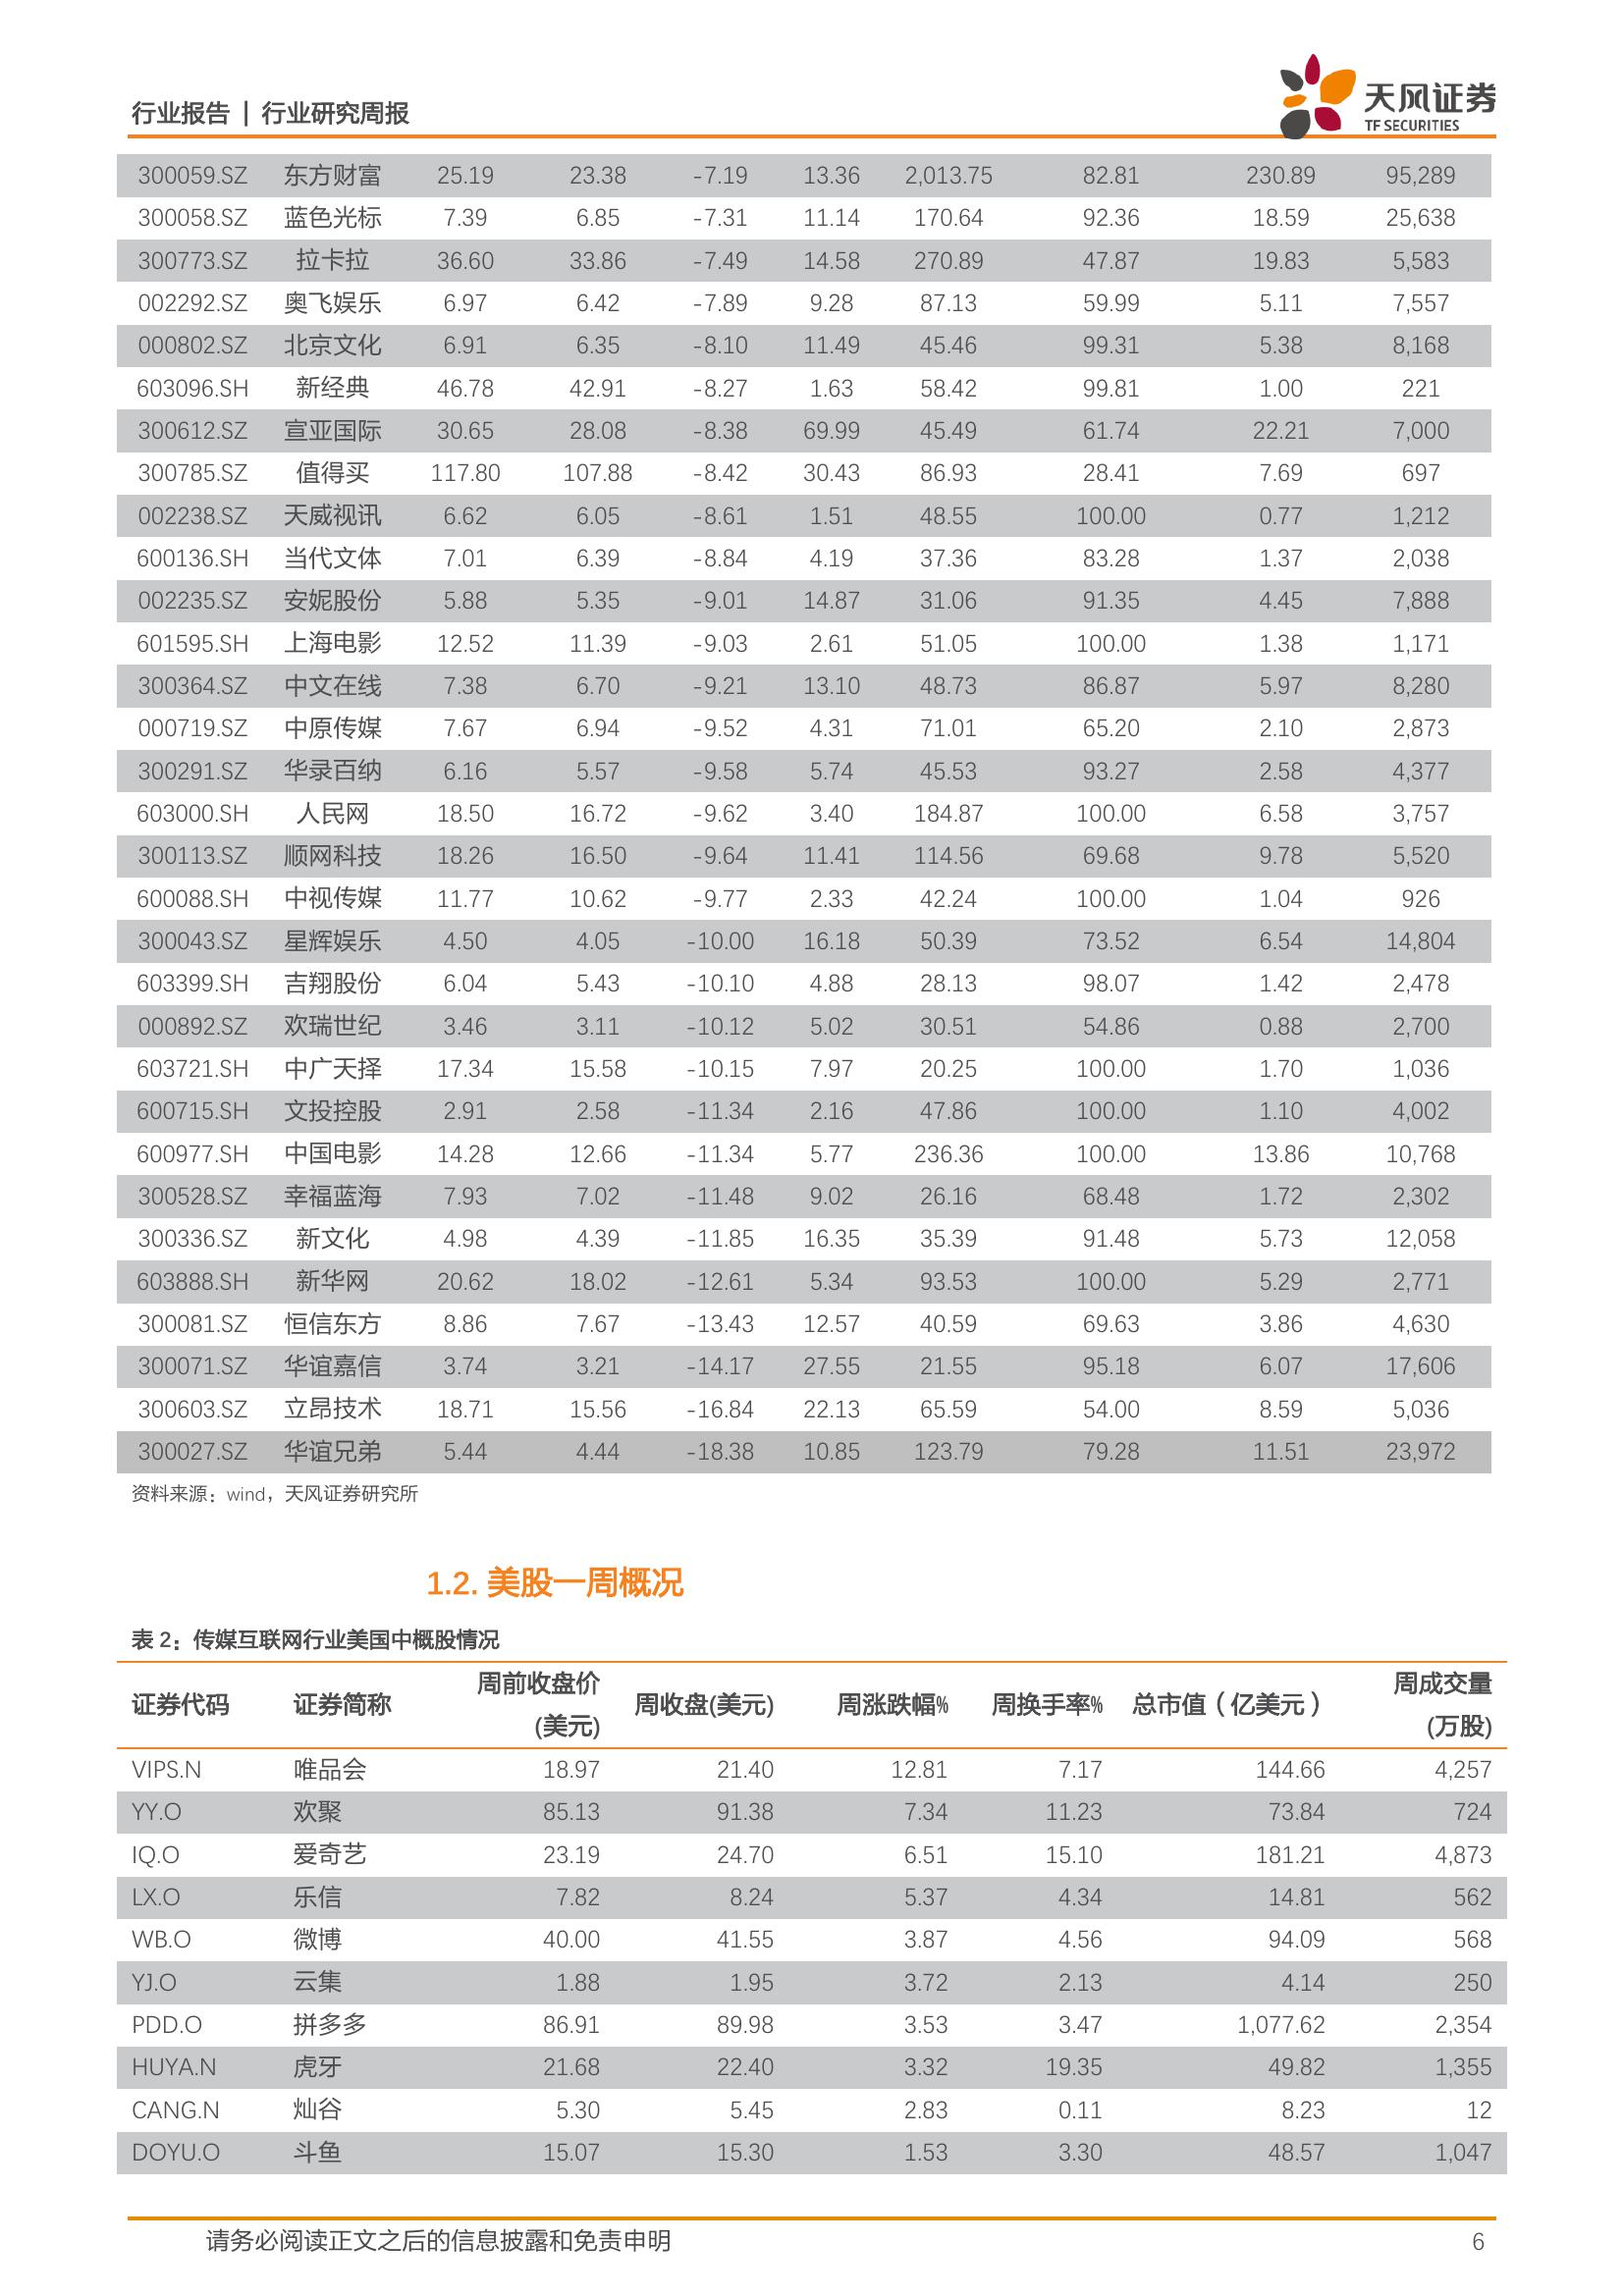 行业报告 | 行业研究周报
天风证券
TF SECURITIES
300059.SZ 东方财富 25.19 23.38 -7.19 13.36 2,013.75 82.81 230.89 95,289
300058.SZ 蓝色光标 7.39 6.85 -7.31 11.14 170.64 92.36 18.59 25,638
300773.SZ 拉卡拉 36.60 33.86 -7.49 14.58 270.89 47.87 19.83 5,583
002292.SZ 奥飞娱乐 6.97 6.42 -7.89 9.28 87.13 59.99 5.11 7,557
000802.SZ 北京文化 6.91 6.35 -8.10 11.49 45.46 99.31 5.38 8,168
603096.SH 新经典 46.78 42.91 -8.27 1.63 58.42 99.81 1.00 221
300612.SZ 宣亚国际 30.65 28.08 -8.38 69.99 45.49 61.74 22.21 7,000
300785.SZ 值得买 117.80 107.88 -8.42 30.43 86.93 28.41 7.69 697
002238.SZ 天威视讯 6.62 6.05 -8.61 1.51 48.55 100.00 0.77 1,212
600136.SH 当代文体 7.01 6.39 -8.84 4.19 37.36 83.28 1.37 2,038
002235.SZ 安妮股份 5.88 5.35 -9.01 14.87 31.06 91.35 4.45 7,888
601595.SH 上海电影 12.52 11.39 -9.03 2.61 51.05 100.00 1.38 1,171
300364.SZ 中文在线 7.38 6.70 -9.21 13.10 48.73 86.87 5.97 8,280
000719.SZ 中原传媒 7.67 6.94 -9.52 4.31 71.01 65.20 2.10 2,873
300291.SZ 华录百纳 6.16 5.57 -9.58 5.74 45.53 93.27 2.58 4,377
603000.SH 人民网 18.50 16.72 -9.62 3.40 184.87 100.00 6.58 3,757
300113.SZ 顺网科技 18.26 16.50 -9.64 11.41 114.56 69.68 9.78 5,520
600088.SH 中视传媒 11.77 10.62 -9.77 2.33 42.24 100.00 1.04 926
300043.SZ 星辉娱乐 4.50 4.05 -10.00 16.18 50.39 73.52 6.54 14,804
603399.SH 吉翔股份 6.04 5.43 -10.10 4.88 28.13 98.07 1.42 2,478
000892.SZ 欢瑞世纪 3.46 3.11 -10.12 5.02 30.51 54.86 0.88 2,700
603721.SH 中广天择 17.34 15.58 -10.15 7.97 20.25 100.00 1.70 1,036
600715.SH 文投控股 2.91 2.58 -11.34 2.16 47.86 100.00 1.10 4,002
600977.SH 中国电影 14.28 12.66 -11.34 5.77 236.36 100.00 13.86 10,768
300528.SZ 幸福蓝海 7.93 7.02 -11.48 9.02 26.16 68.48 1.72 2,302
300336.SZ 新文化 4.98 4.39 -11.85 16.35 35.39 91.48 5.73 12,058
603888.SH 新华网 20.62 18.02 -12.61 5.34 93.53 100.00 5.29 2,771
300081.SZ 恒信东方 8.86 7.67 -13.43 12.57 40.59 69.63 3.86 4,630
300071.SZ 华谊嘉信 3.74 3.21 -14.17 27.55 21.55 95.18 6.07 17,606
300603.SZ 立昂技术 18.71 15.56 -16.84 22.13 65.59 54.00 8.59 5,036
300027.SZ 华谊兄弟 5.44 4.44 -18.38 10.85 123.79 79.28 11.51 23,972
资料来源：wind，天风证券研究所
1.2. 美股一周概况
表 2：传媒互联网行业美国中概股情况
证券代码 证券简称 周前收盘价(美元) 周收盘(美元) 周涨跌幅% 周换手率% 总市值（亿美元） 周成交量(万股)
VIPS.N 唯品会 18.97 21.40 12.81 7.17 144.66 4,257
YY.O 欢聚 85.13 91.38 7.34 11.23 73.84 724
IQ.O 爱奇艺 23.19 24.70 6.51 15.10 181.21 4,873
LX.O 乐信 7.82 8.24 5.37 4.34 14.81 562
WB.O 微博 40.00 41.55 3.87 4.56 94.09 568
YJ.O 云集 1.88 1.95 3.72 2.13 4.14 250
PDD.O 拼多多 86.91 89.98 3.53 3.47 1,077.62 2,354
HUYA.N 虎牙 21.68 22.40 3.32 19.35 49.82 1,355
CANG.N 灿谷 5.30 5.45 2.83 0.11 8.23 12
DOYU.O 斗鱼 15.07 15.30 1.53 3.30 48.57 1,047
请务必阅读正文之后的信息披露和免责申明 6